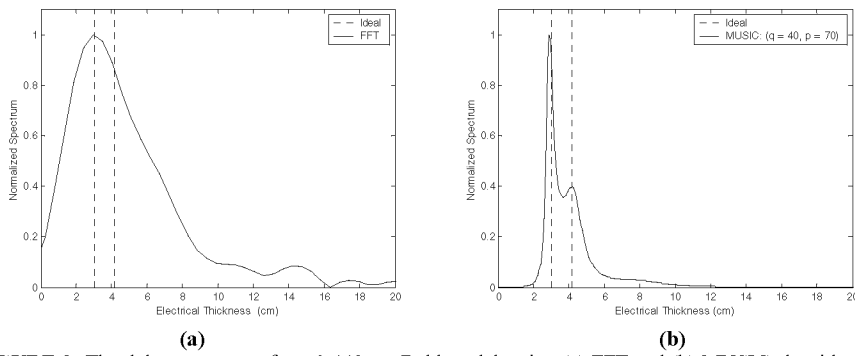 Ideal
FFT
1
0.8
0.6
0.4
0.2
0
Normalized Spectrum
0 2 4 6 8 10 12 14 16 18 20
Electrical Thickness (cm)
(a)
Ideal
MUSIC: (q = 40, p = 70)
1
0.8
0.6
0.4
0.2
0
Normalized Spectrum
0 2 4 6 8 10 12 14 16 18 20
Electrical Thickness (cm)
(b)